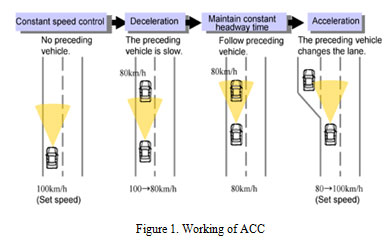 Constant speed control
Deceleration
Maintain constant
headway time
Acceleration
No preceding
vehicle.
The preceding
vehicle is slow.
Follow preceding
vehicle.
The preceding vehicle
changes the lane.
80km/h
80km/h
100km/h
(Set speed)
100→80km/h
80km/h
80→100km/h
(Set speed)
Figure 1. Working of ACC